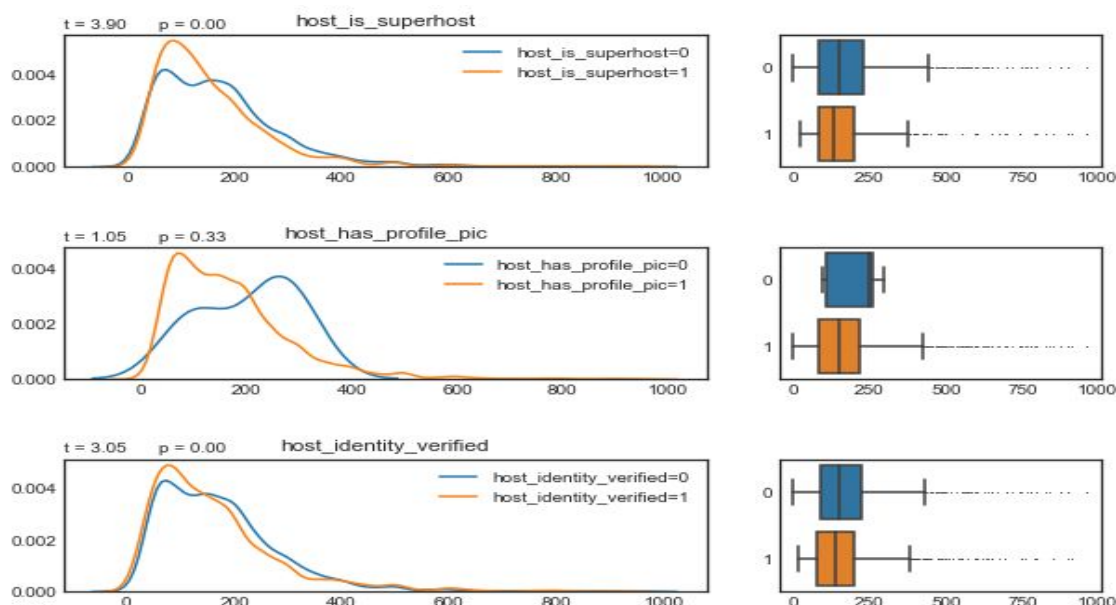 t = 3.90 p = 0.00 host_is_superhost
host_is_superhost=0
host_is_superhost=1
0.004
0.002
0.000
0 200 400 600 800 1000
0
1
0 250 500 750 1000
t = 1.05 p = 0.33 host_has_profile_pic
host_has_profile_pic=0
host_has_profile_pic=1
0.004
0.002
0.000
0 200 400 600 800 1000
0
1
0 250 500 750 1000
t = 3.05 p = 0.00 host_identity_verified
host_identity_verified=0
host_identity_verified=1
0.004
0.002
0.000
0 200 400 600 800 1000
0
1
0 250 500 750 1000